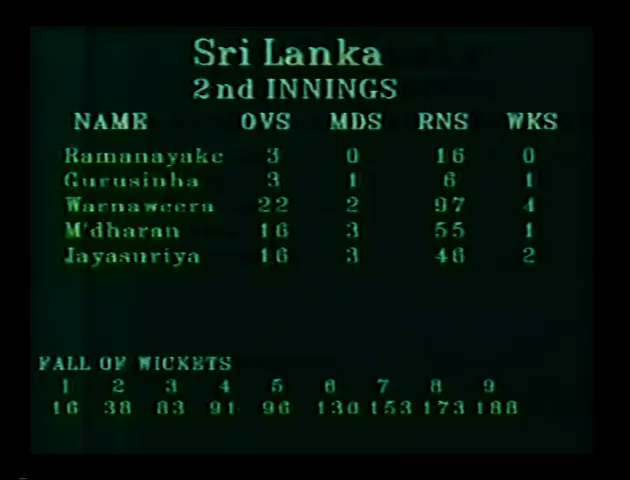 Sri Lanka
2nd INNINGS
NAME OVS MDS RNS WKS
Ramanayake 3 0 16 0
Gurusinha 3 1 6 1
Warnaweera 22 2 97 4
M'dharan 16 3 55 1
Jayasuriya 16 3 46 2
FALL OF WICKETS
1 2 3 4 5 6 7 8 9
16 38 83 91 96 130 153 173 188